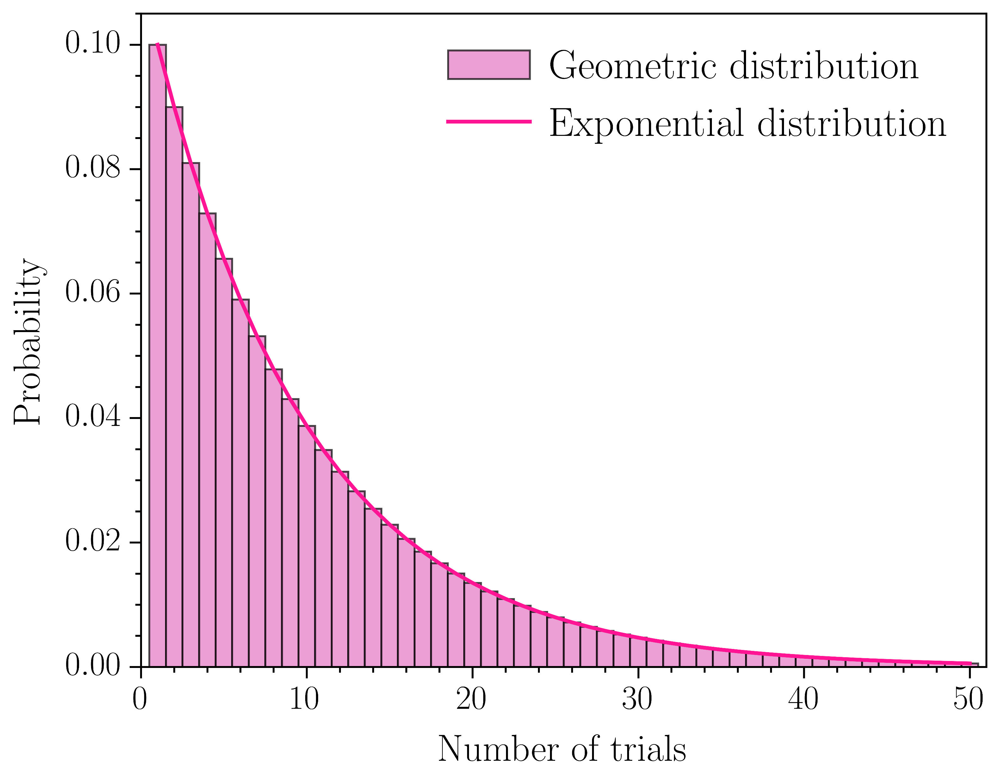 Geometric distribution
Exponential distribution
0.10
0.08
0.06
0.04
0.02
0.00
Probability
0 10 20 30 40 50
Number of trials